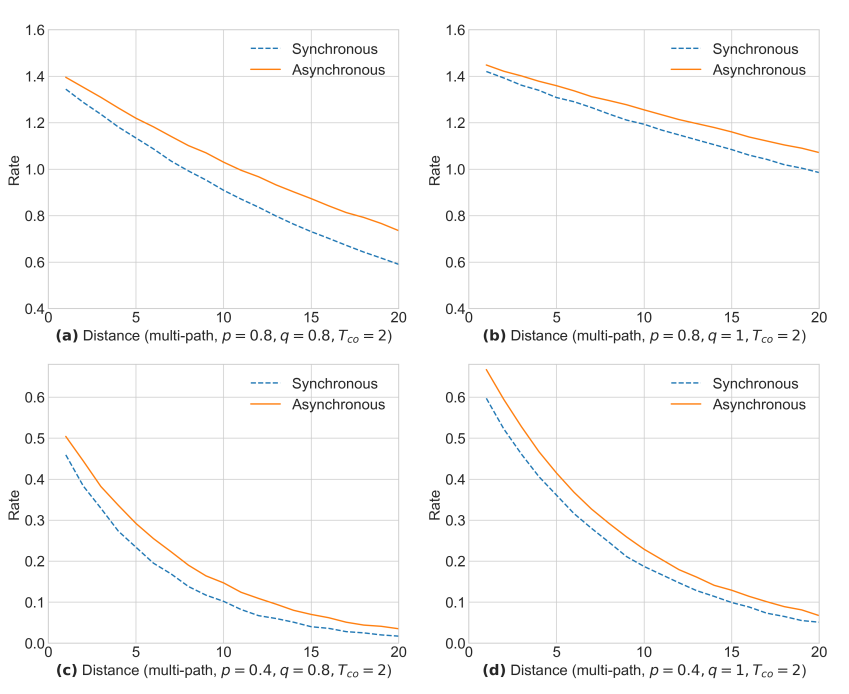 1.6
1.4
1.2
1.0
0.8
0.6
0.4
Rate
Synchronous
Asynchronous
0 5 10 15 20
(a) Distance (multi-path, p = 0.8, q = 0.8, T_co = 2)
1.6
1.4
1.2
1.0
0.8
0.6
0.4
Rate
Synchronous
Asynchronous
0 5 10 15 20
(b) Distance (multi-path, p = 0.8, q = 1, T_co = 2)
0.6
0.5
0.4
0.3
0.2
0.1
0.0
Rate
Synchronous
Asynchronous
0 5 10 15 20
(c) Distance (multi-path, p = 0.4, q = 0.8, T_co = 2)
0.6
0.5
0.4
0.3
0.2
0.1
0.0
Rate
Synchronous
Asynchronous
0 5 10 15 20
(d) Distance (multi-path, p = 0.4, q = 1, T_co = 2)